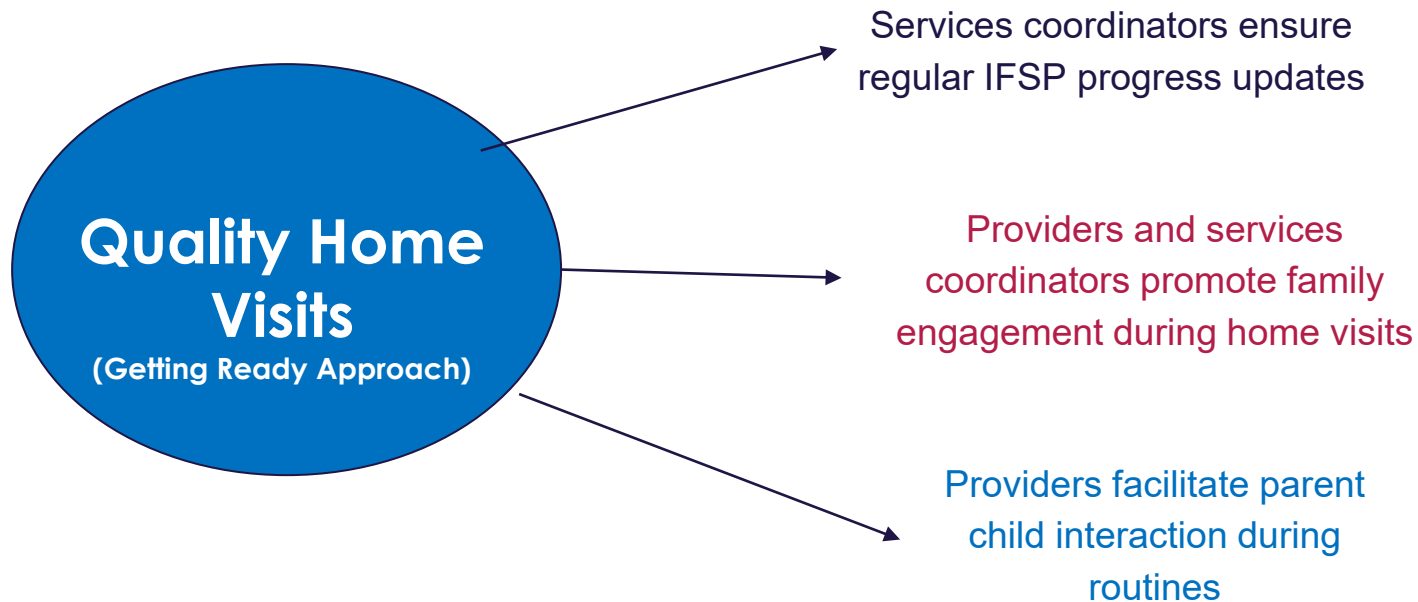 Services coordinators ensure
regular IFSP progress updates
Quality Home
Visits
(Getting Ready Approach)
Providers and services
coordinators promote family
engagement during home visits
Providers facilitate parent
child interaction during
routines